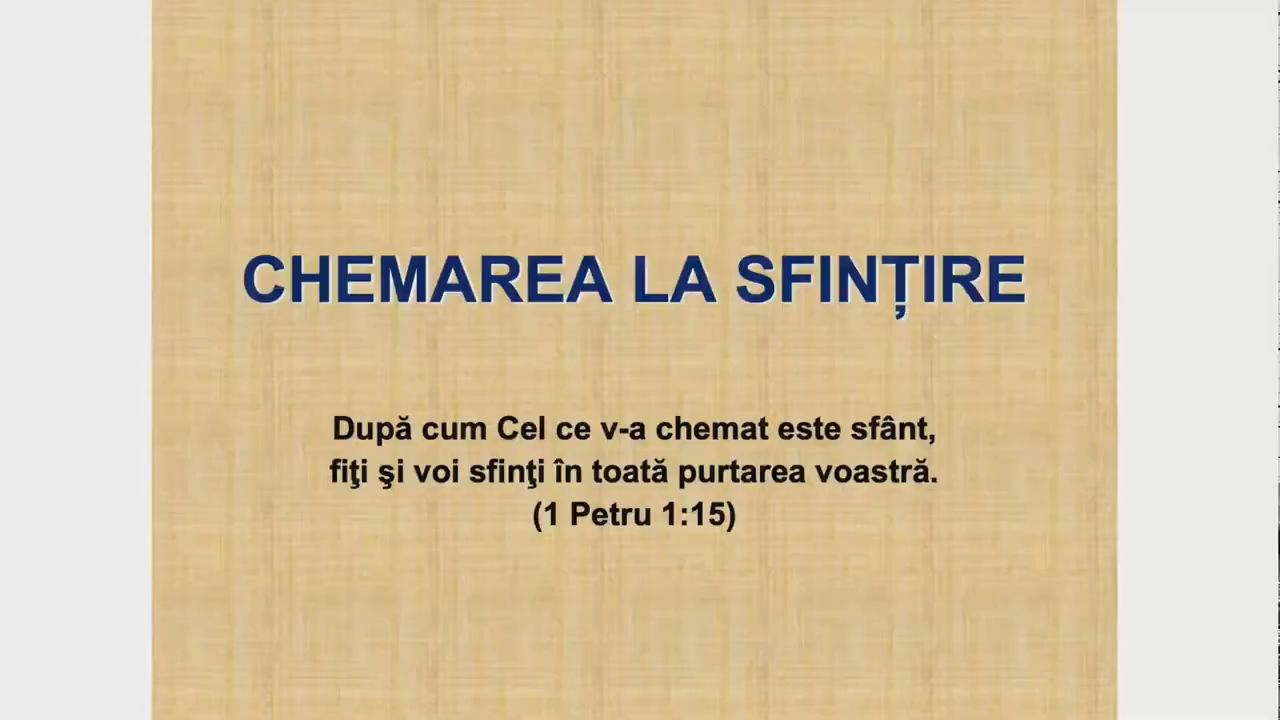 CHEMAREA LA SFINȚIRE
După cum Cel ce v-a chemat este sfânt,
fiţi şi voi sfinţi în toată purtarea voastră.
(1 Petru 1:15)